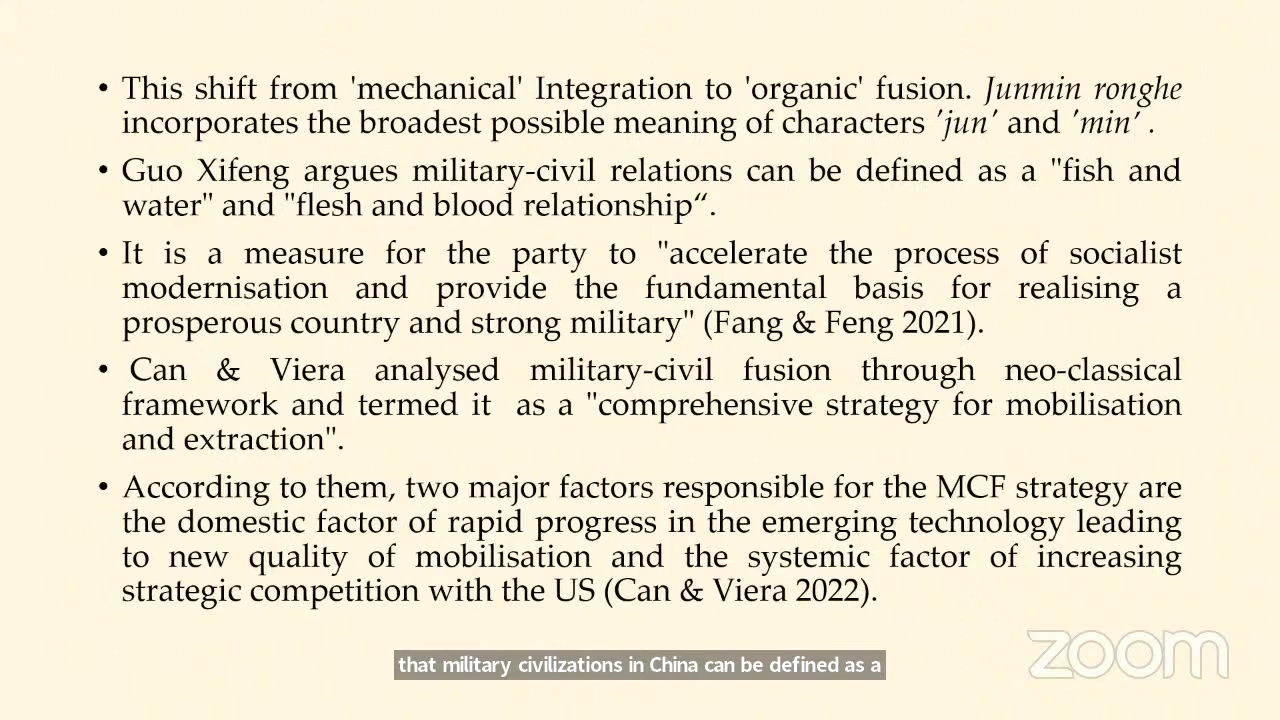 • This shift from 'mechanical' Integration to 'organic' fusion. Junmin ronghe
incorporates the broadest possible meaning of characters 'jun' and 'min' .
• Guo Xifeng argues military-civil relations can be defined as a "fish and
water" and "flesh and blood relationship“.
• It is a measure for the party to "accelerate the process of socialist
modernisation and provide the fundamental basis for realising a
prosperous country and strong military" (Fang & Feng 2021).
• Can & Viera analysed military-civil fusion through neo-classical
framework and termed it as a "comprehensive strategy for mobilisation
and extraction".
• According to them, two major factors responsible for the MCF strategy are
the domestic factor of rapid progress in the emerging technology leading
to new quality of mobilisation and the systemic factor of increasing
strategic competition with the US (Can & Viera 2022).
zoom
that military civilizations in China can be defined as a